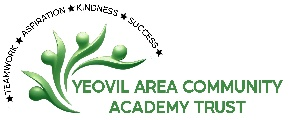 ★ TEAMWORK ★ ASPIRATION ★ KINDNESS ★ SUCCESS ★
YEOVIL AREA COMMUNITY
ACADEMY TRUST